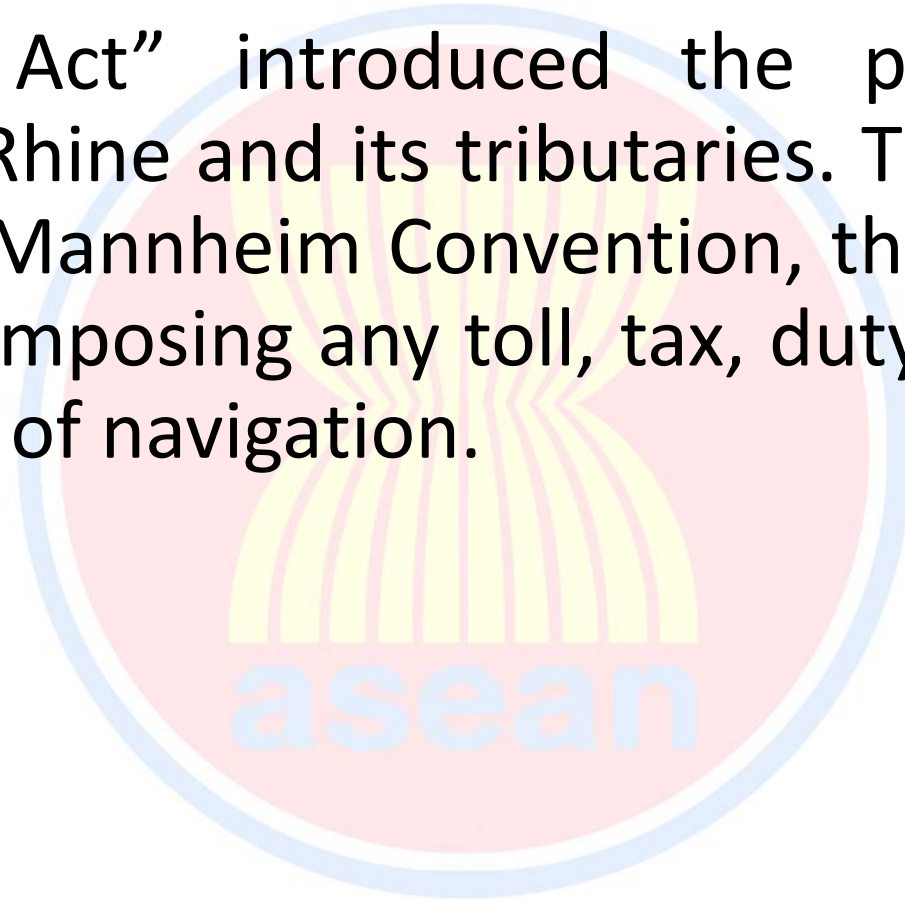 Act” introduced the p
Rhine and its tributaries. T
Mannheim Convention, th
mposing any toll, tax, duty
of navigation.
asean